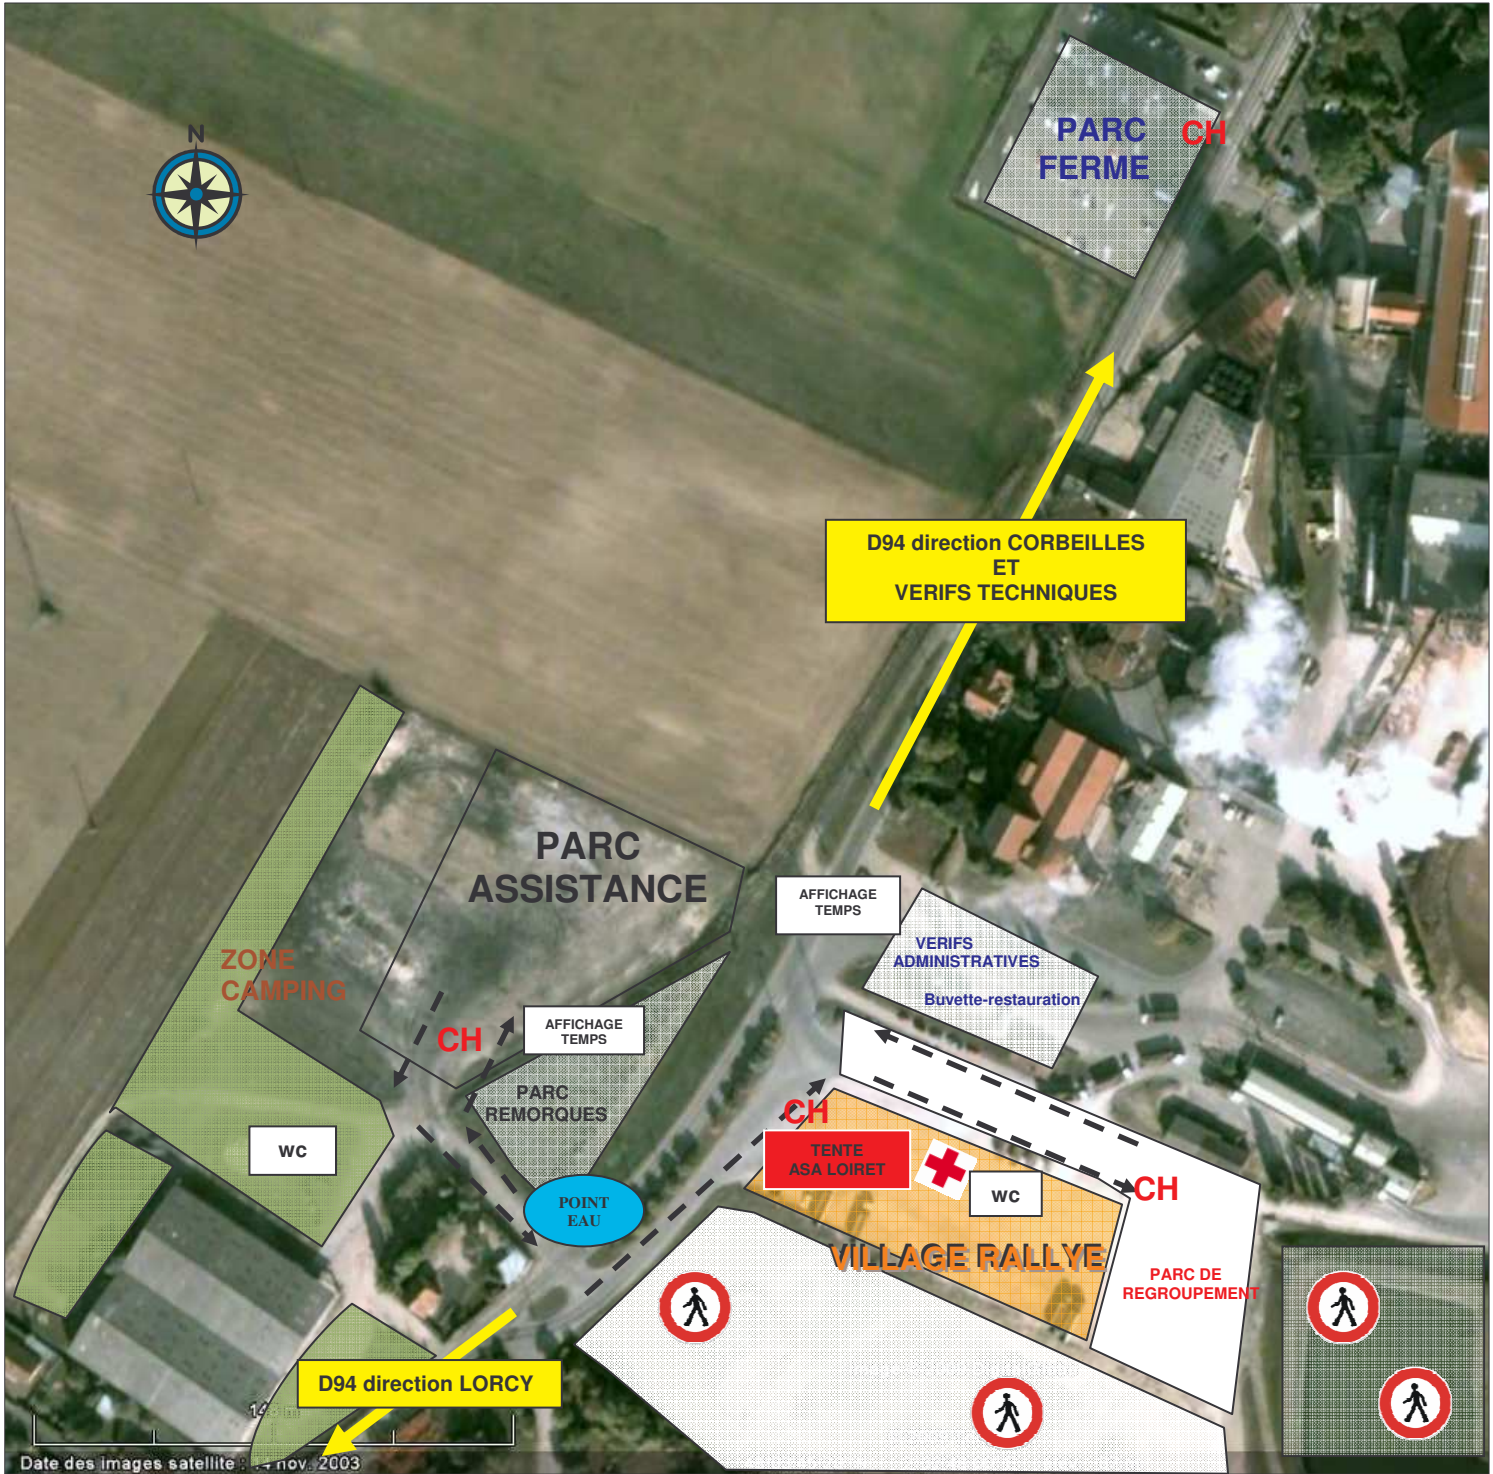 N
PARC
FERME
CH
D94 direction CORBEILLES
ET
VERIFS TECHNIQUES
PARC
ASSISTANCE
AFFICHAGE
TEMPS
VERIFS
ADMINISTRATIVES
Buvette-restauration
ZONE
CAMPING
CH
AFFICHAGE
TEMPS
PARC
REMORQUES
CH
wc
TENTE
ASA LOIRET
wc
CH
POINT
EAU
VILLAGE RALLYE
PARC DE
REGROUPEMENT
D94 direction LORCY
Date des images satellite : nov. 2003